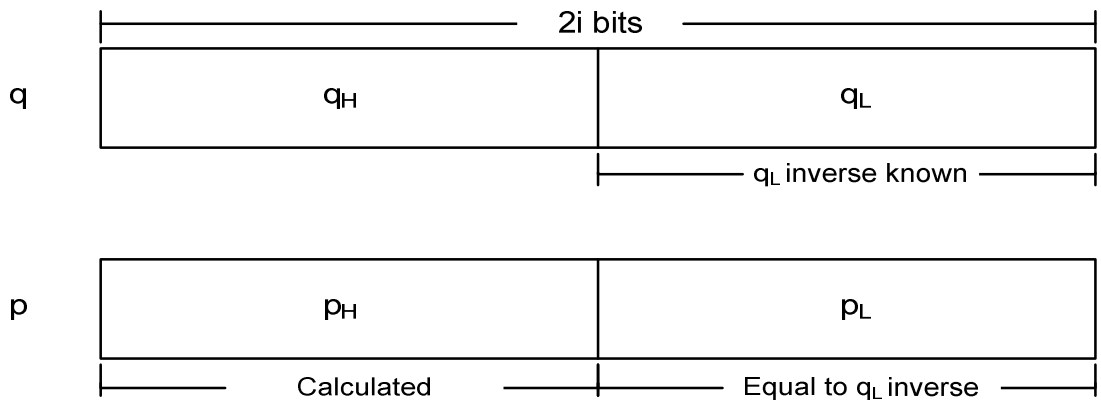 2i bits
q
qH
qL
qL inverse known
p
pH
pL
Calculated
Equal to qL inverse